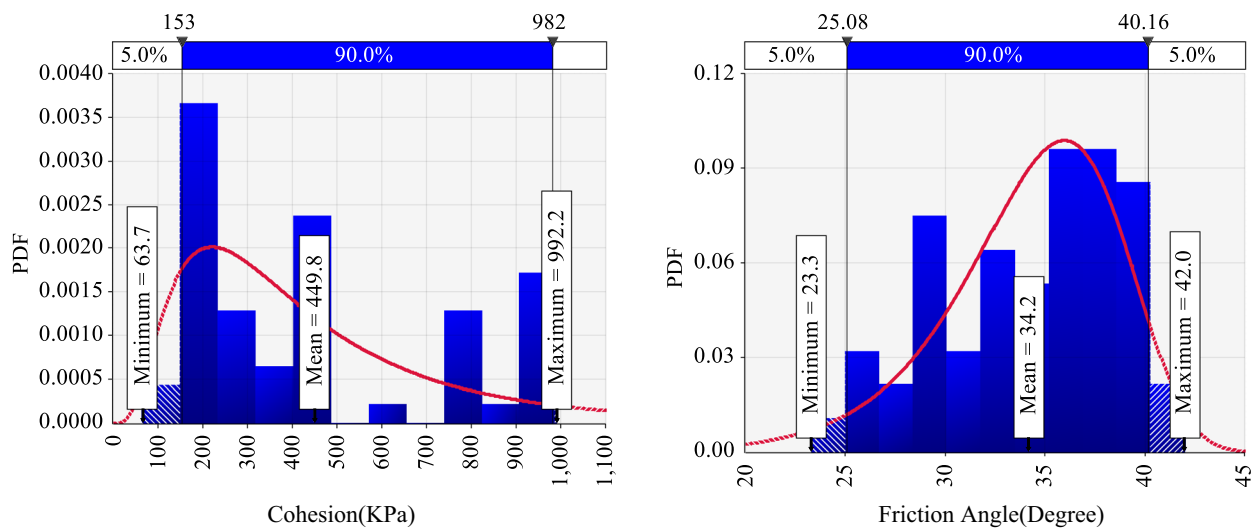 153 982
5.0% 90.0%
0.0040
0.0035
0.0030
0.0025
0.0020
0.0015
0.0010
0.0005
0.0000
PDF
Minimum = 63.7
Mean = 449.8
Maximum = 992.2
0 100 200 300 400 500 600 700 800 900 1,000 1,100
Cohesion(KPa)
25.08 40.16
5.0% 90.0% 5.0%
0.12
0.09
0.06
0.03
0.00
PDF
Minimum = 23.3
Mean = 34.2
Maximum = 42.0
20 25 30 35 40 45
Friction Angle(Degree)